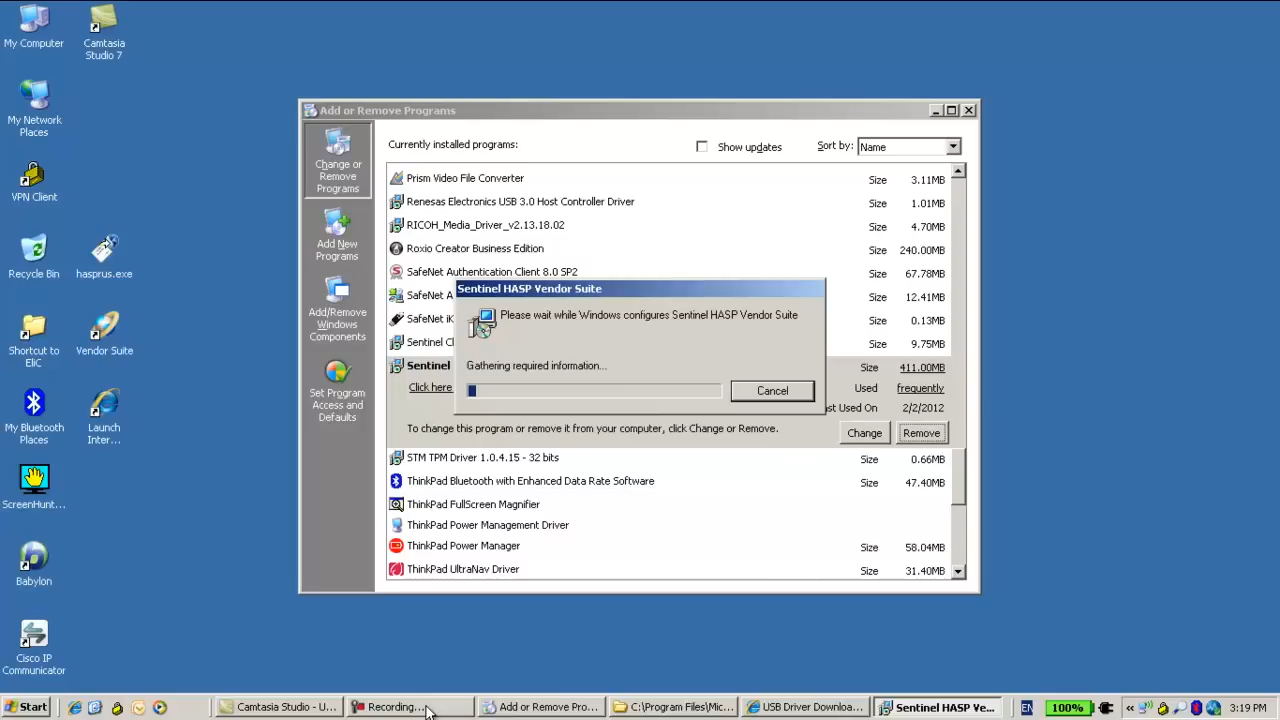 My Computer
Camtasia
Studio 7
My Network
Places
VPN Client
Recycle Bin
hasprus.exe
Shortcut to
EliC
Vendor Suite
My Bluetooth
Places
Launch
Inter...
ScreenHunt...
Babylon
Cisco IP
Communicator
Add or Remove Programs
Change or
Remove
Programs
Add New
Programs
Add/Remove
Windows
Components
Set Program
Access and
Defaults
Currently installed programs:
Show updates
Sort by:
Name
Prism Video File Converter
Size 3.11MB
Renesas Electronics USB 3.0 Host Controller Driver
Size 1.01MB
RICOH_Media_Driver_v2.13.18.02
Size 4.70MB
Roxio Creator Business Edition
Size 240.00MB
SafeNet Authentication Client 8.0 SP2
Size 67.78MB
SafeNet A
Size 12.41MB
SafeNet iK
Size 0.13MB
Sentinel Cl
Size 9.75MB
Sentinel
Size 411.00MB
Click here
Used frequently
st Used On 2/2/2012
To change this program or remove it from your computer, click Change or Remove.
Change
Remove
STM TPM Driver 1.0.4.15 - 32 bits
Size 0.66MB
ThinkPad Bluetooth with Enhanced Data Rate Software
Size 47.40MB
ThinkPad FullScreen Magnifier
ThinkPad Power Management Driver
ThinkPad Power Manager
Size 58.04MB
ThinkPad UltraNav Driver
Size 31.40MB
Sentinel HASP Vendor Suite
Please wait while Windows configures Sentinel HASP Vendor Suite
Gathering required information...
Cancel
Start
Camtasia Studio - U...
Recording...
Add or Remove Pro...
C:\Program Files\Mic...
USB Driver Downloa...
Sentinel HASP Ve...
EN
100%
3:19 PM